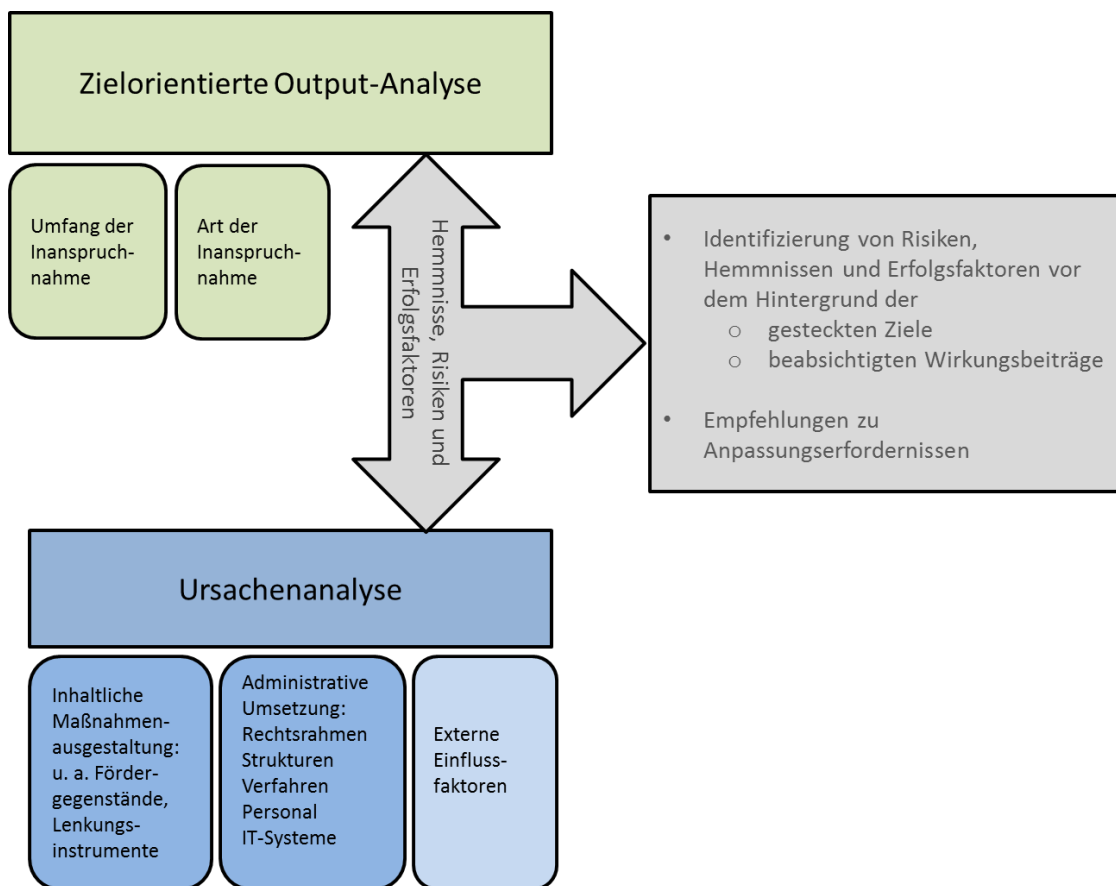 Zielorientierte Output-Analyse
Umfang der
Inanspruch-
nahme
Art der
Inanspruch-
nahme
Hemmnisse, Risiken und
Erfolgsfaktoren
• Identifizierung von Risiken,
Hemmnissen und Erfolgsfaktoren vor
dem Hintergrund der
o gesteckten Ziele
o beabsichtigten Wirkungsbeiträge
• Empfehlungen zu
Anpassungserfordernissen
Ursachenanalyse
Inhaltliche
Maßnahmen-
ausgestaltung:
u. a. Förder-
gegenstände,
Lenkungs-
instrumente
Administrative
Umsetzung:
Rechtsrahmen
Strukturen
Verfahren
Personal
IT-Systeme
Externe
Einfluss-
faktoren